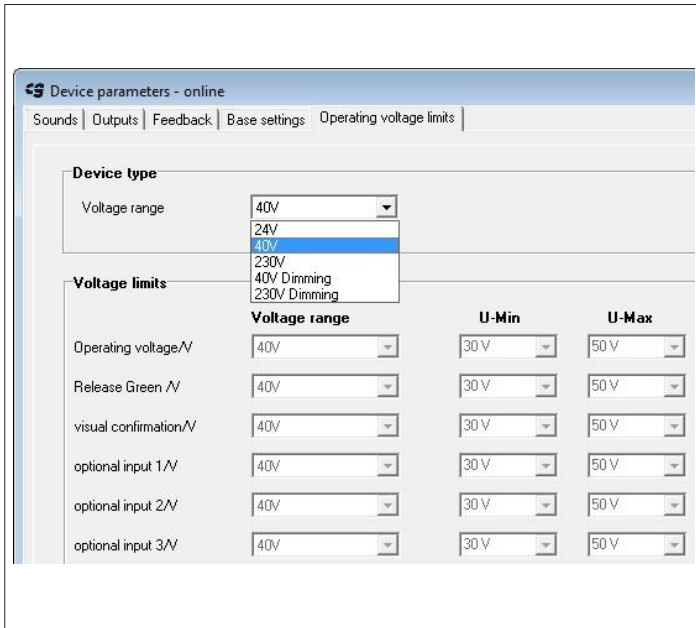 Device parameters - online
Sounds Outputs Feedback Base settings Operating voltage limits
Device type
Voltage range 40V
24V
40V
230V
40V Dimming
230V Dimming
Voltage limits
Voltage range U-Min U-Max
Operating voltage/V 40V 30 V 50 V
Release Green /V 40V 30 V 50 V
visual confirmation/V 40V 30 V 50 V
optional input 1/V 40V 30 V 50 V
optional input 2/V 40V 30 V 50 V
optional input 3/V 40V 30 V 50 V